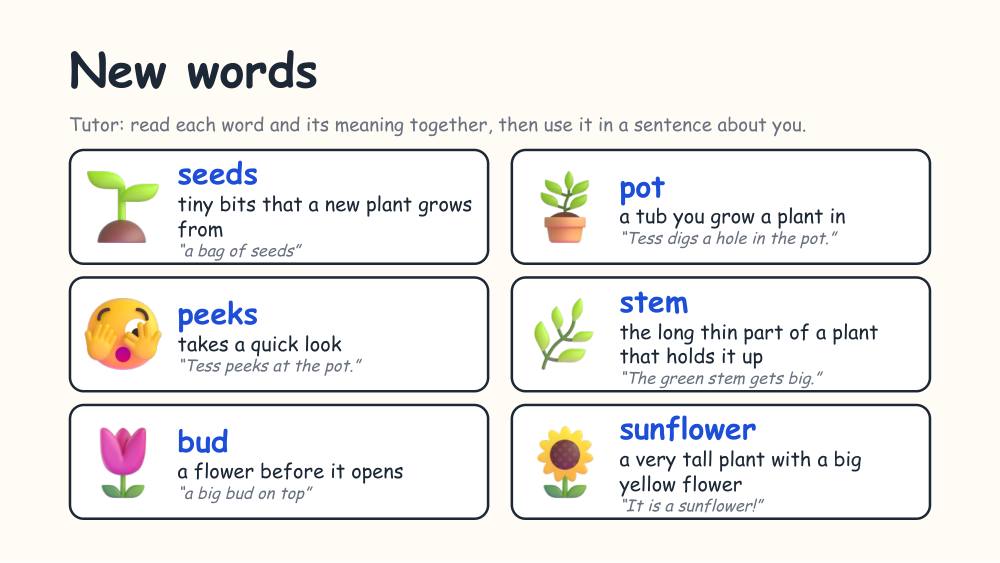 New words
Tutor: read each word and its meaning together, then use it in a sentence about you.
seeds
tiny bits that a new plant grows
from
"a bag of seeds"
pot
a tub you grow a plant in
"Tess digs a hole in the pot."
peeks
takes a quick look
"Tess peeks at the pot."
stem
the long thin part of a plant
that holds it up
"The green stem gets big."
bud
a flower before it opens
"a big bud on top"
sunflower
a very tall plant with a big
yellow flower
"It is a sunflower!"